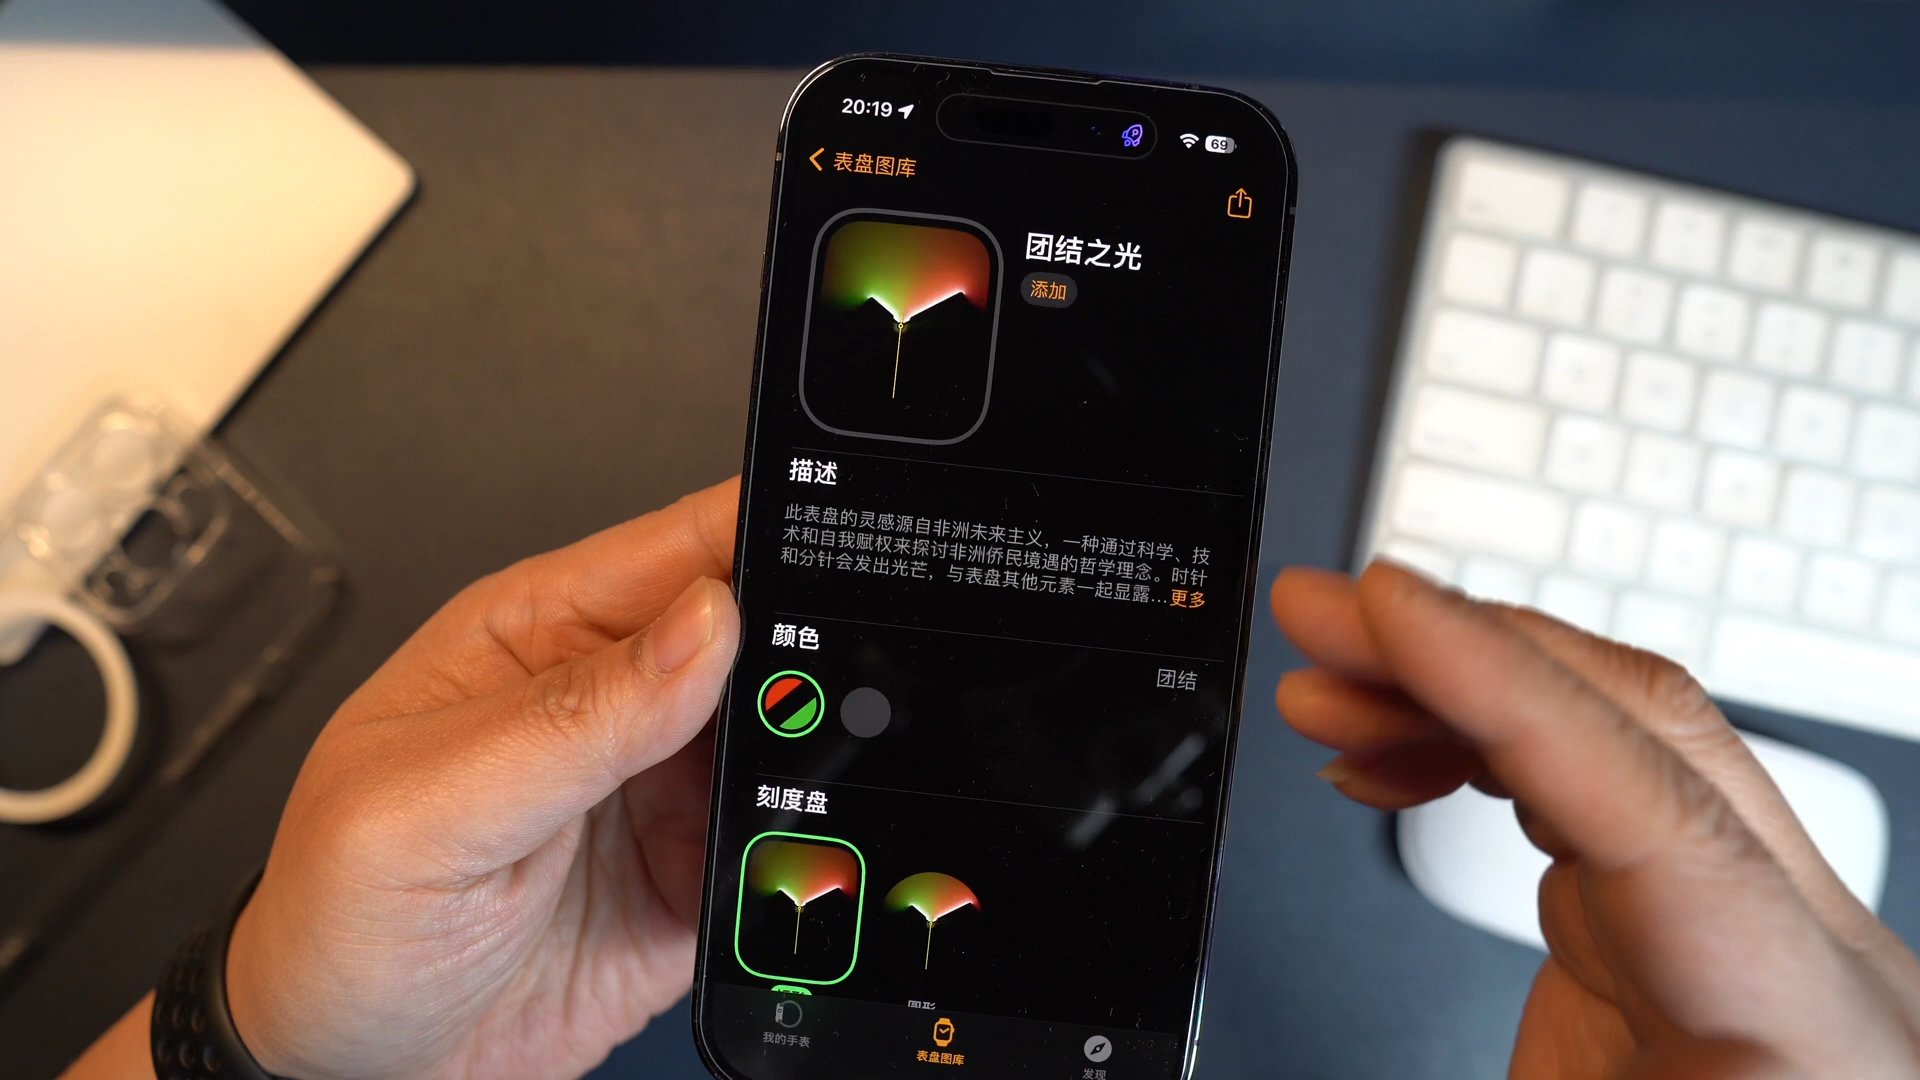 20:19
69
表盘图库
团结之光
添加
描述
此表盘的灵感源自非洲未来主义，一种通过科学、技
术和自我赋权来探讨非洲侨民境遇的哲学理念。时针
和分针会发出光芒，与表盘其他元素一起显露...更多
颜色
团结
刻度盘
圆形
我的手表
表盘图库
发现